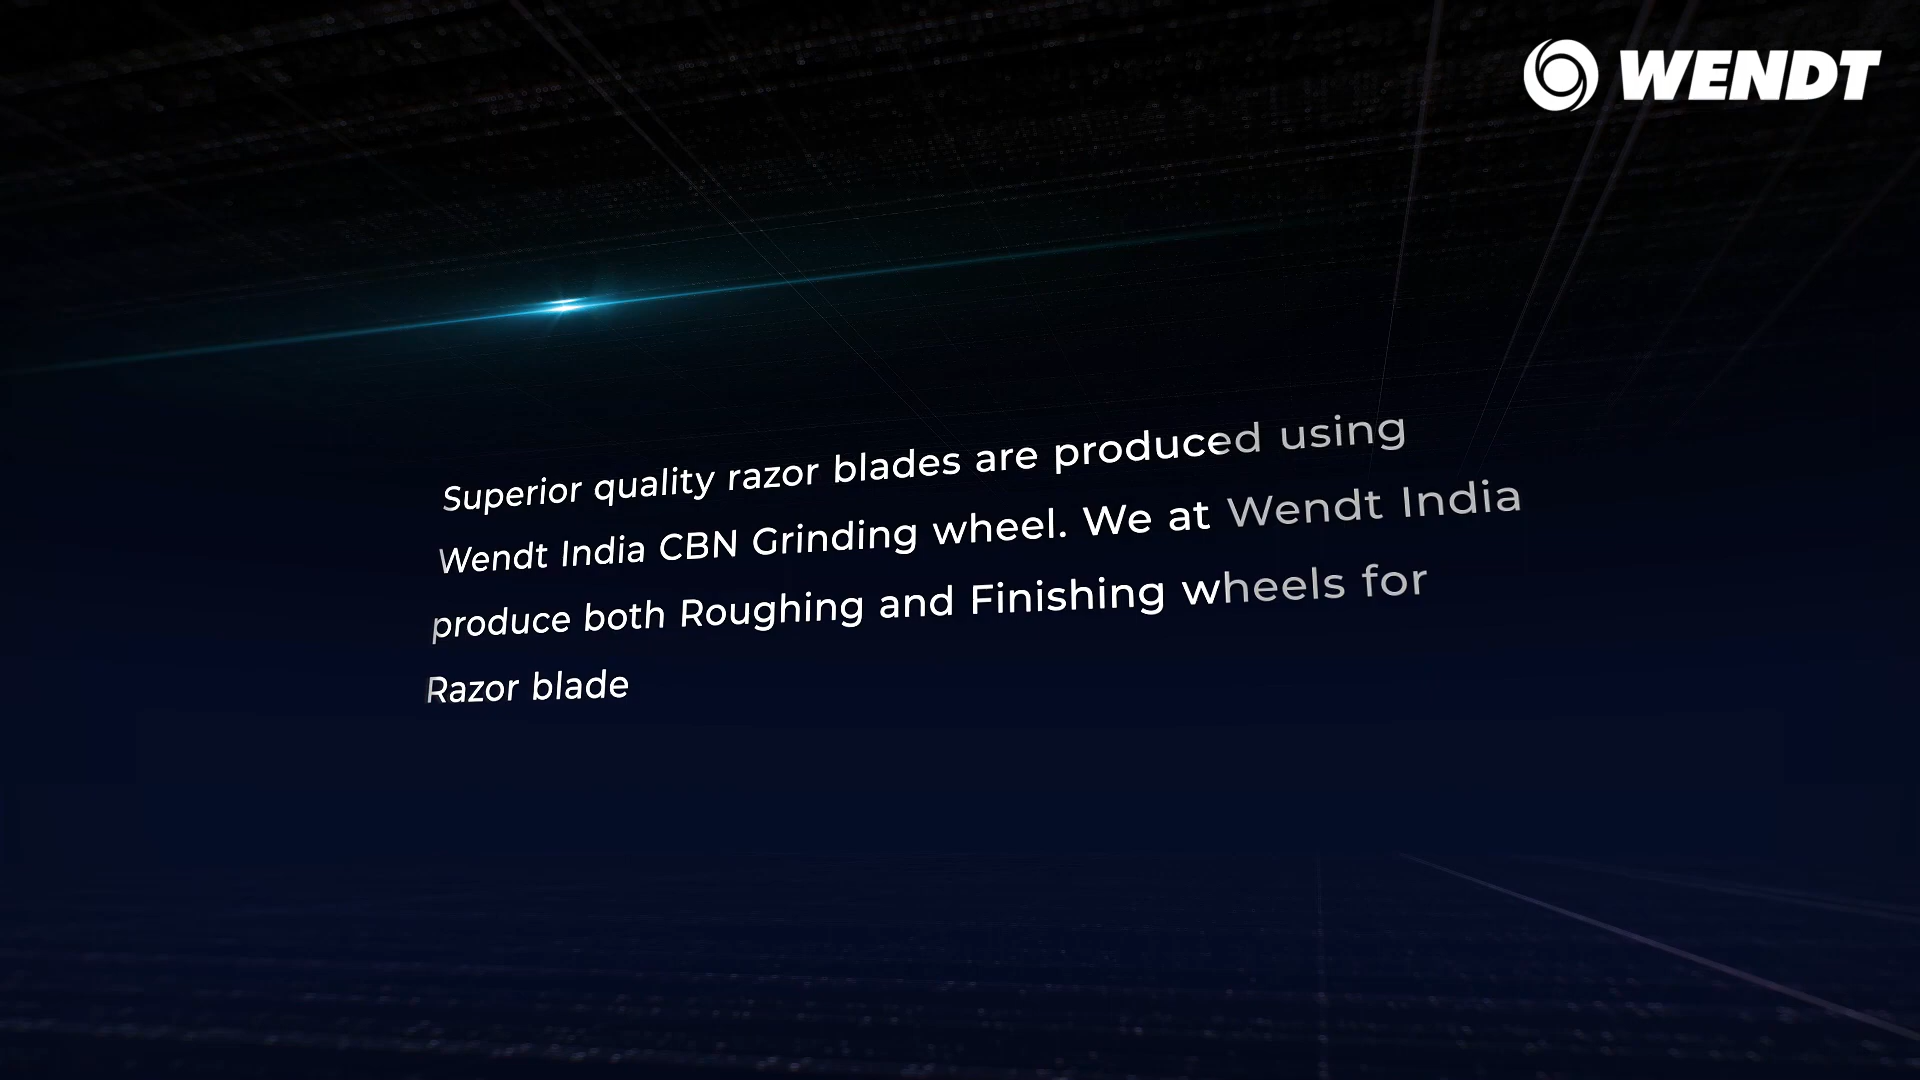 WENDT
Superior quality razor blades are produced using
Wendt India CBN Grinding wheel. We at Wendt India
produce both Roughing and Finishing wheels for
Razor blade